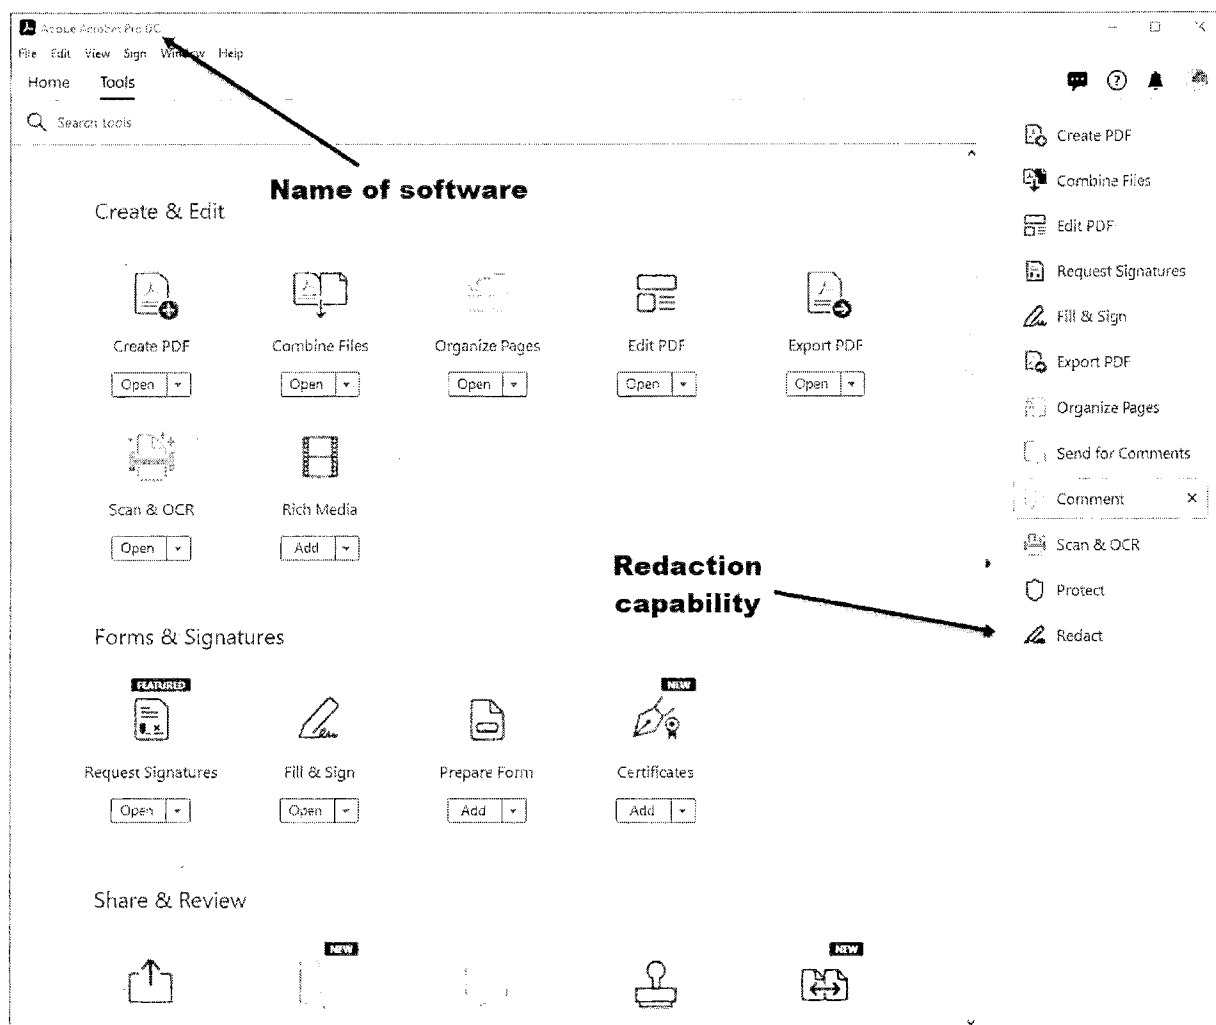 Adobe Acrobat Pro DC
File Edit View Sign Window Help
Home Tools
Search tools
Name of software
Create & Edit
Create PDF Combine Files Organize Pages Edit PDF Export PDF
Open Open Open Open Open
Scan & OCR Rich Media
Open Add
Redaction
capability
Forms & Signatures
FEATURED NEW
Request Signatures Fill & Sign Prepare Form Certificates
Open Open Add Add
Share & Review
NEW NEW
Create PDF
Combine Files
Edit PDF
Request Signatures
Fill & Sign
Export PDF
Organize Pages
Send for Comments
Comment
Scan & OCR
Protect
Redact